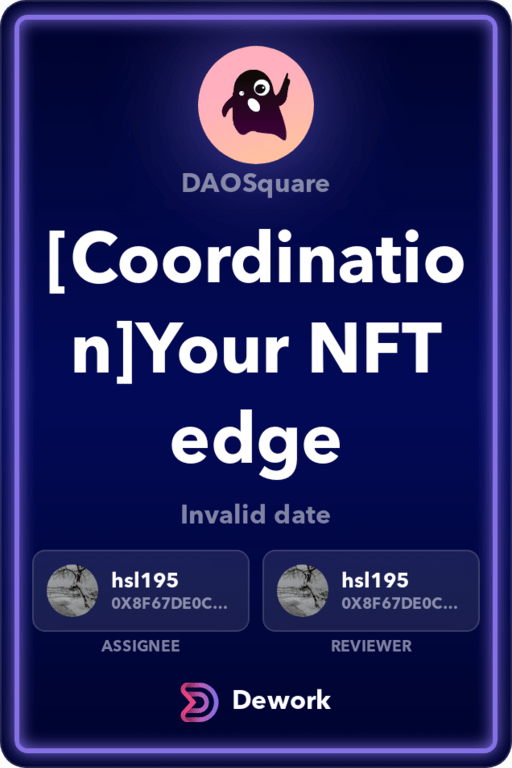 DAOSquare
[Coordinatio
n]Your NFT
edge
Invalid date
hsl195
0X8F67DE0C...
hsl195
0X8F67DE0C...
ASSIGNEE
REVIEWER
Dework